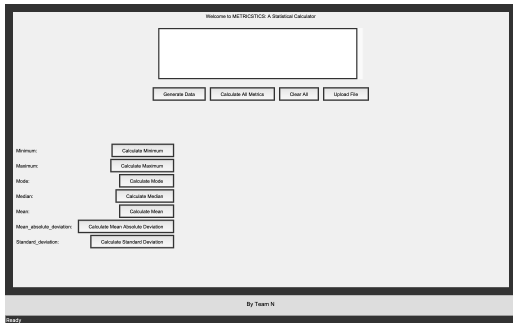 Welcome to METRICSTICS: A Statistical Calculator
Generate Data Calculate All Metrics Clear All Upload File
Minimum: Calculate Minimum
Maximum: Calculate Maximum
Mode: Calculate Mode
Median: Calculate Median
Mean: Calculate Mean
Mean_absolute_deviation: Calculate Mean Absolute Deviation
Standard_deviation: Calculate Standard Deviation
By Team N
Ready